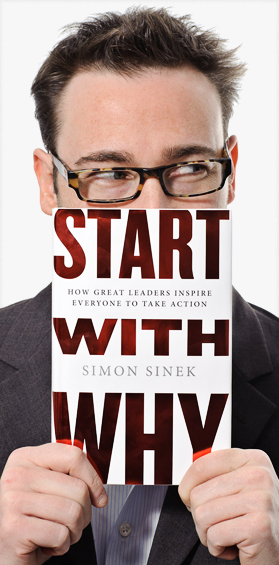 START
HOW GREAT LEADERS INSPIRE
EVERYONE TO TAKE ACTION
WITH
SIMON SINEK
WHY